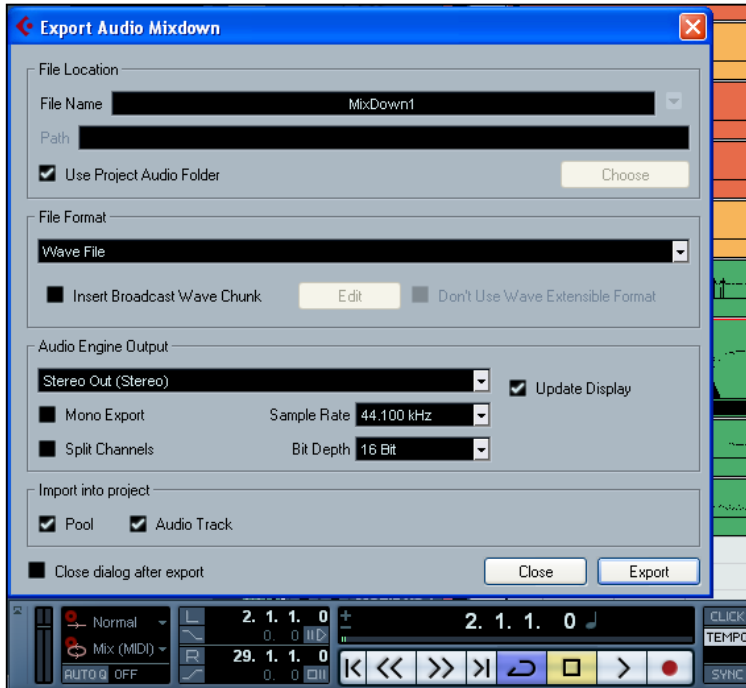 Export Audio Mixdown
File Location
File Name MixDown1
Path
Use Project Audio Folder Choose
File Format
Wave File
Insert Broadcast Wave Chunk Edit Don't Use Wave Extensible Format
Audio Engine Output
Stereo Out (Stereo) Update Display
Mono Export Sample Rate 44.100 kHz
Split Channels Bit Depth 16 Bit
Import into project
Pool Audio Track
Close dialog after export Close Export
Normal L 2. 1. 1. 0 2. 1. 1. 0 CLICK
0. 0 TEMPO
Mix (MIDI) R 29. 1. 1. 0
AUTO Q OFF 0. 0 SYNC